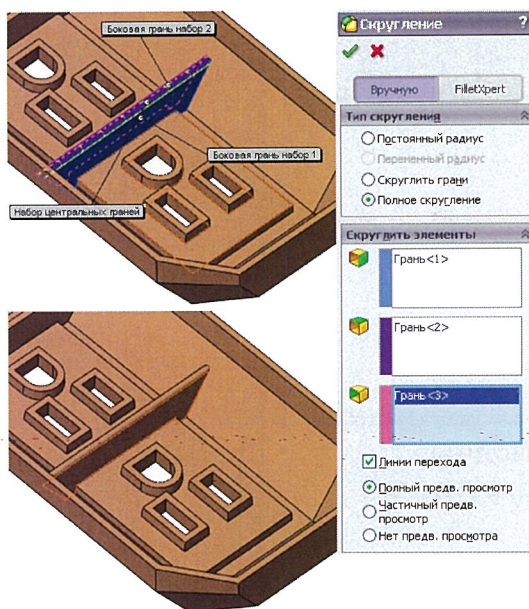 Боковая грань набор 2
Боковая грань набор 1
Набор центральных граней
Скругление ?
Вручную FilletXpert
Тип скругления
Постоянный радиус
Переменный радиус
Скруглить грани
Полное скругление
Скруглить элементы
Грань<1>
Грань<2>
Грань<3>
Линии перехода
Полный предв. просмотр
Частичный предв.
просмотр
Нет предв. просмотра